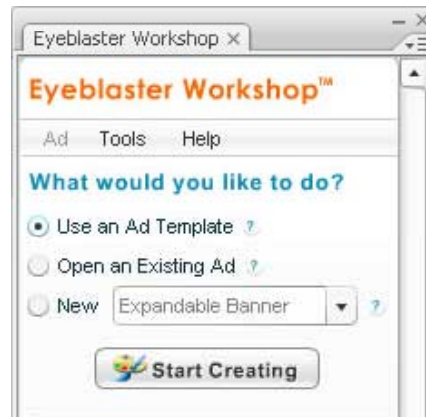 Eyeblaster Workshop ×
Eyeblaster Workshop™
Ad Tools Help
What would you like to do?
Use an Ad Template ?
Open an Existing Ad ?
New Expandable Banner ?
Start Creating